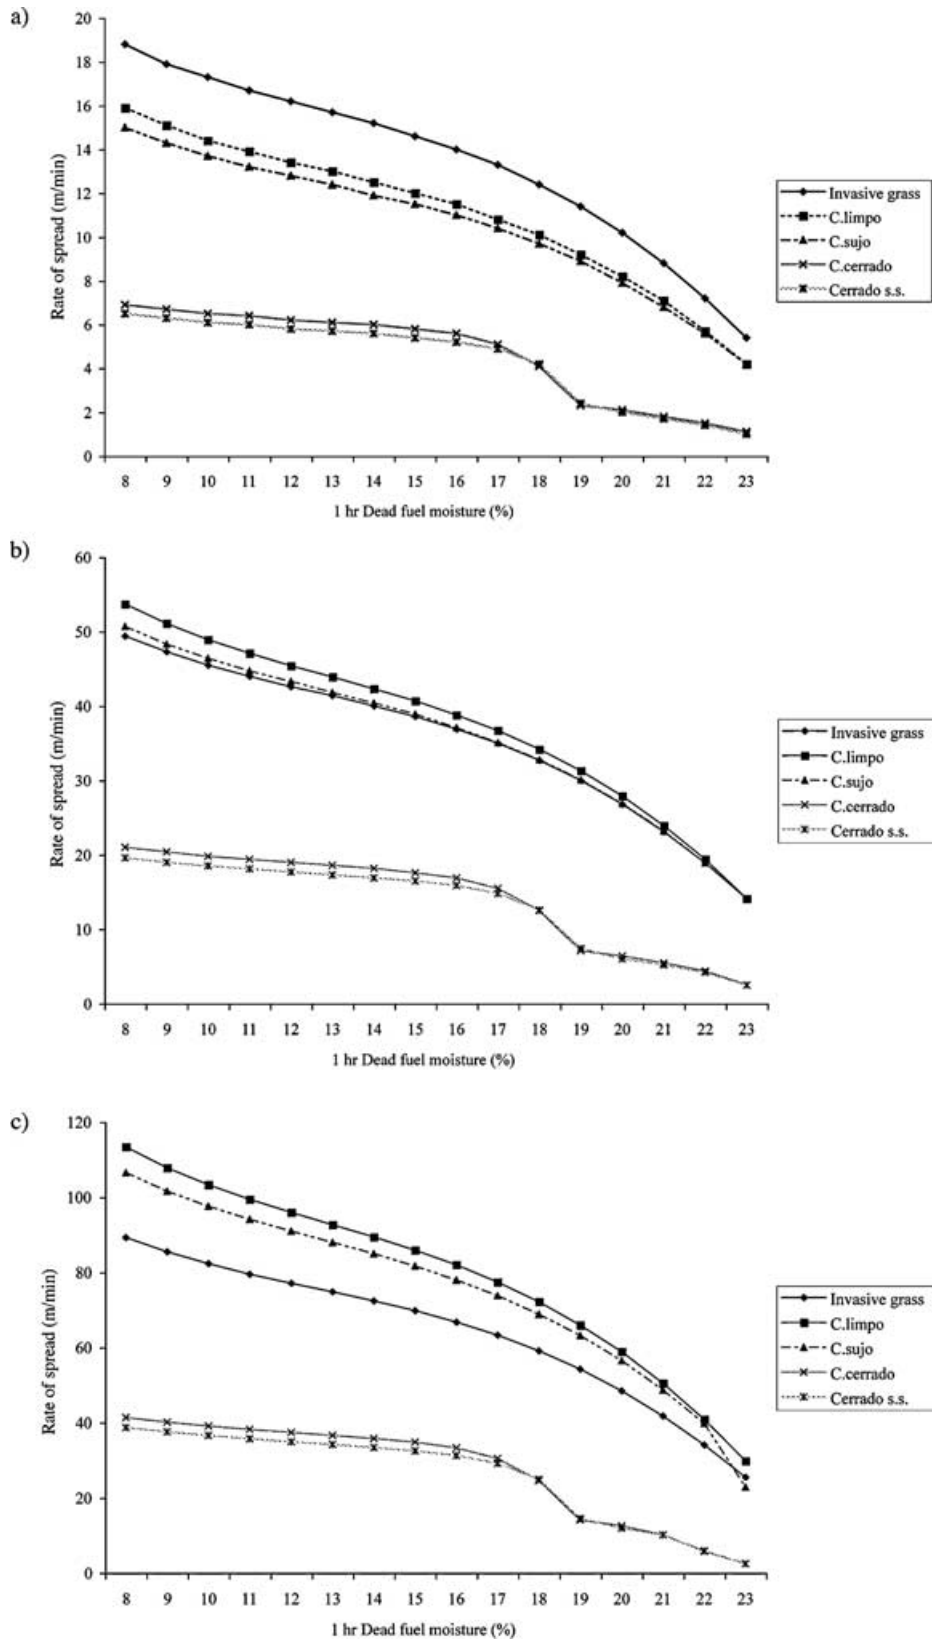 a)
20
18
16
14
12
10
8
6
4
2
0
Rate of spread (m/min)
8 9 10 11 12 13 14 15 16 17 18 19 20 21 22 23
1 hr Dead fuel moisture (%)
Invasive grass
C.limpo
C.sujo
C.cerrado
Cerrado s.s.
b)
60
50
40
30
20
10
0
Rate of spread (m/min)
8 9 10 11 12 13 14 15 16 17 18 19 20 21 22 23
1 hr Dead fuel moisture (%)
Invasive grass
C.limpo
C.sujo
C.cerrado
Cerrado s.s.
c)
120
100
80
60
40
20
0
Rate of spread (m/min)
8 9 10 11 12 13 14 15 16 17 18 19 20 21 22 23
1 hr Dead fuel moisture (%)
Invasive grass
C.limpo
C.sujo
C.cerrado
Cerrado s.s.